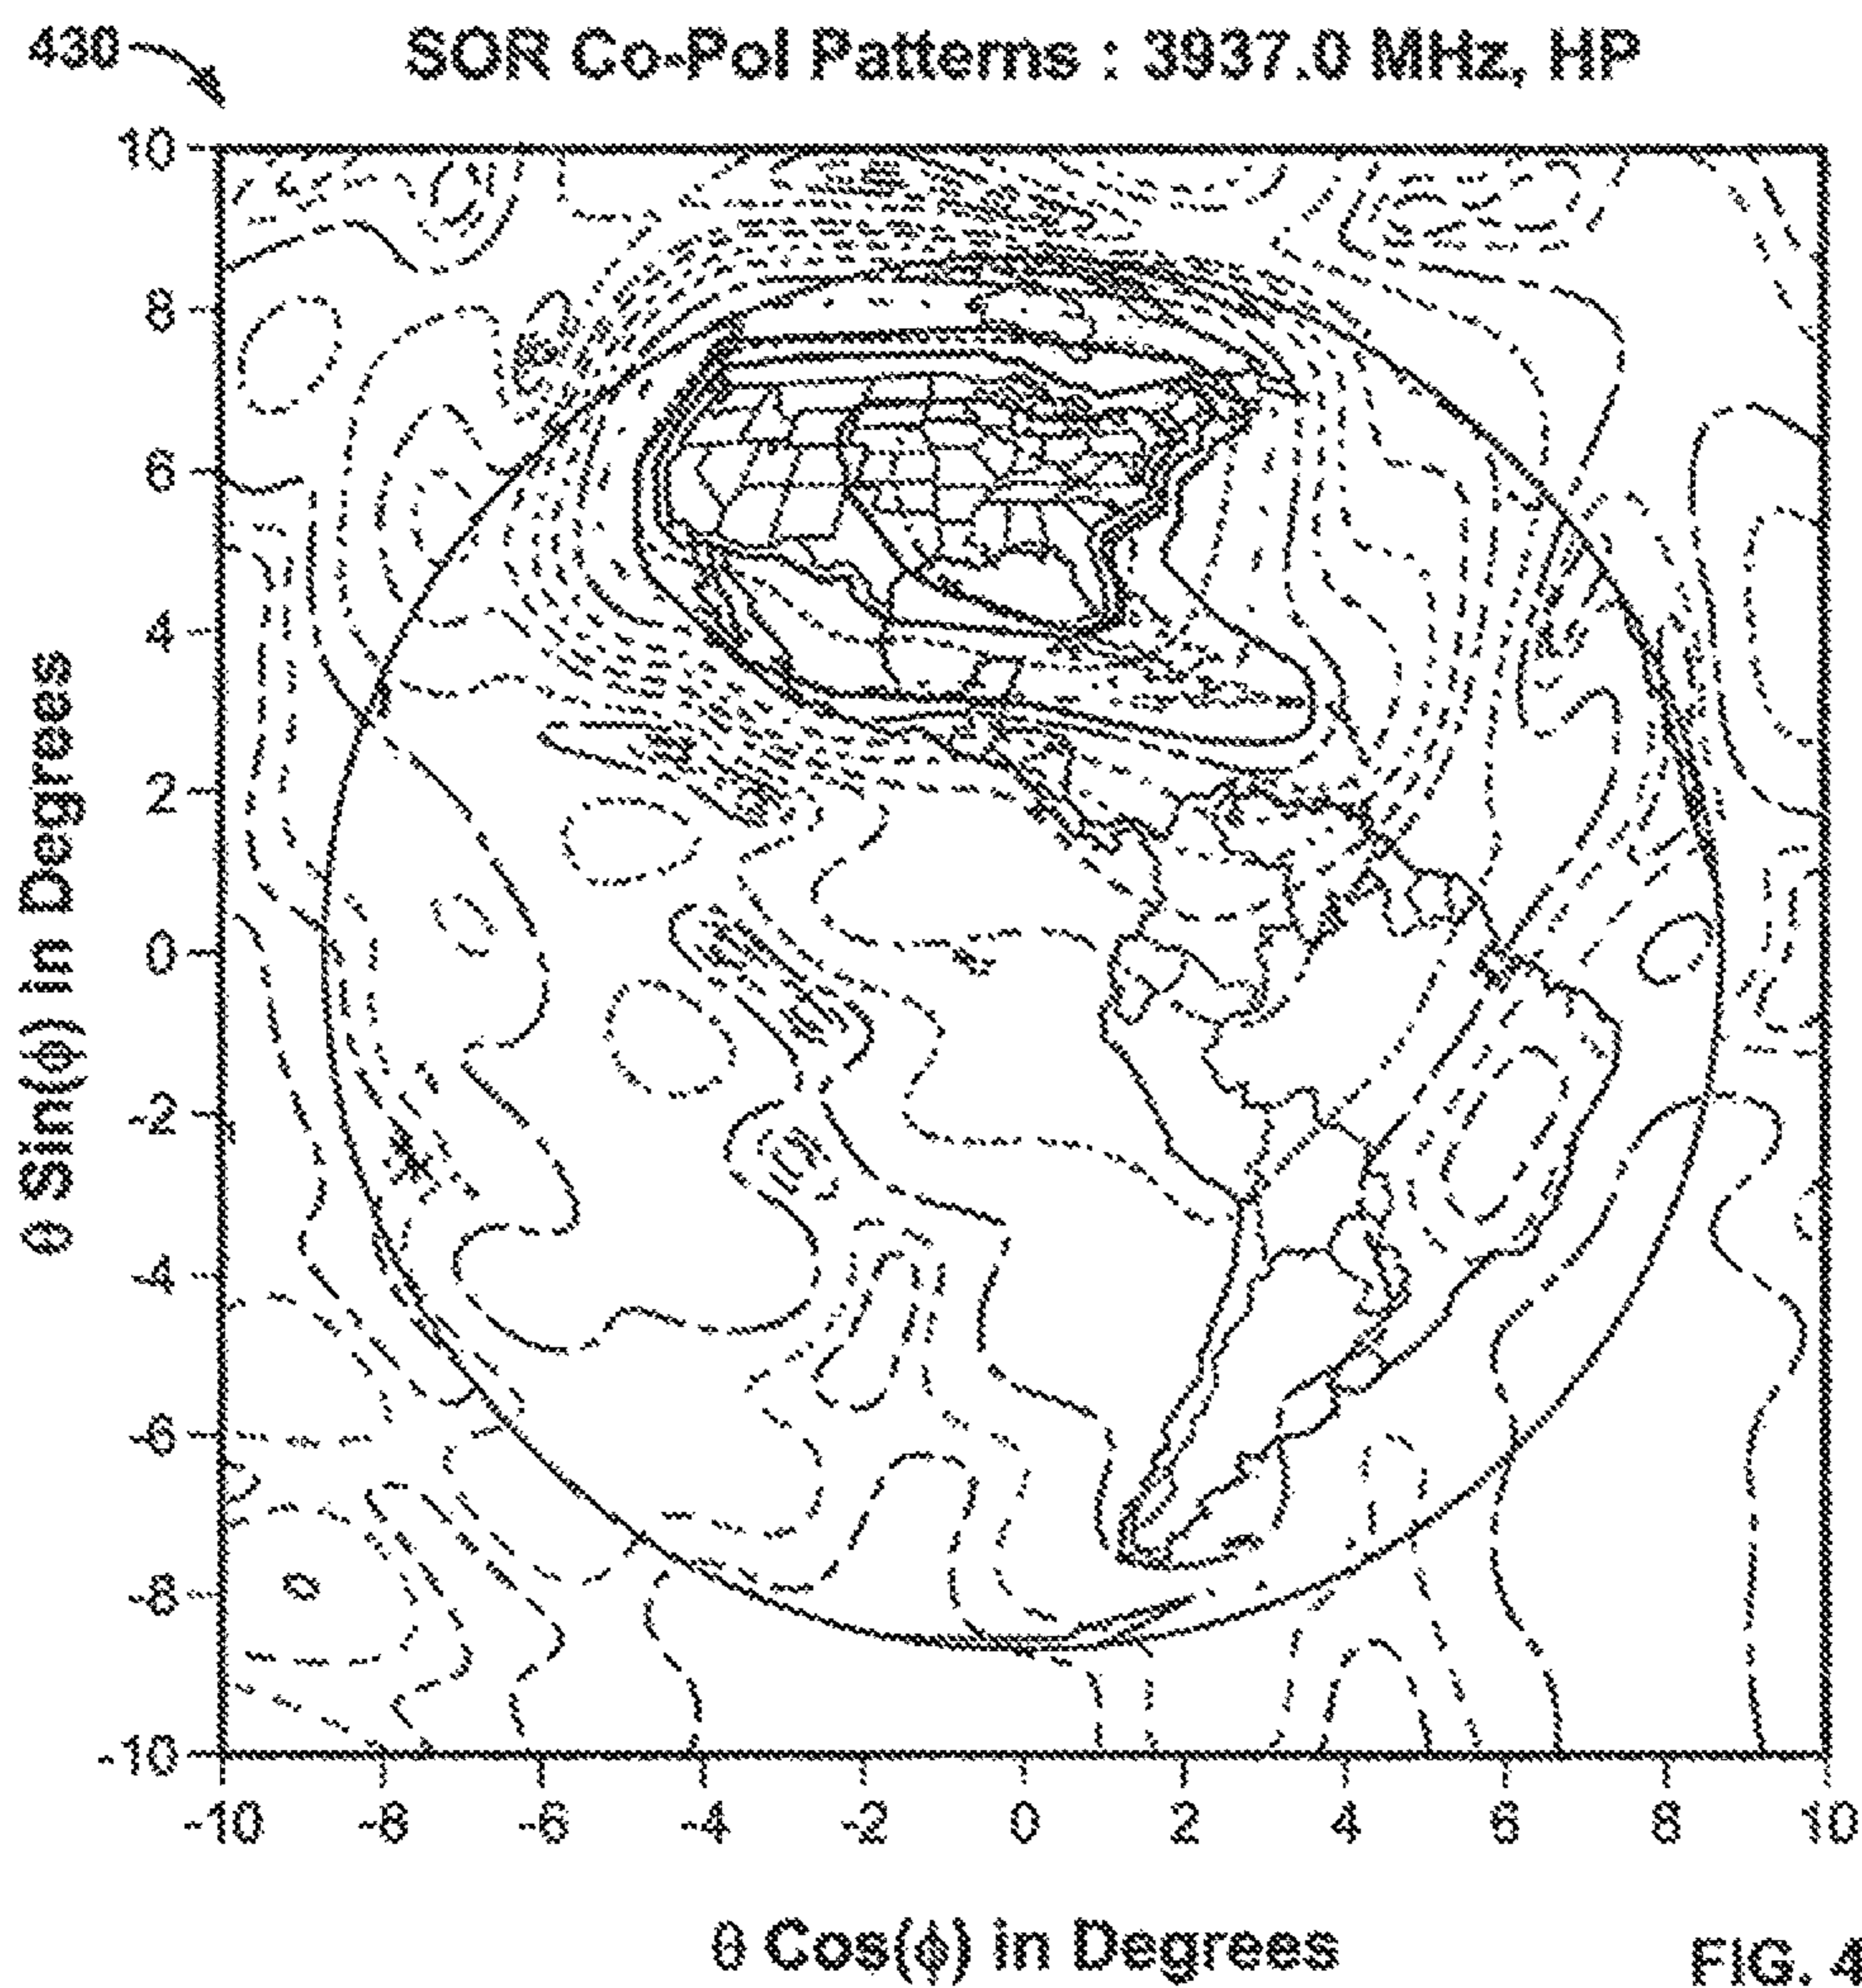 430
SOR Co-Pol Patterns : 3937.0 MHz, HP
10
8
6
4
2
0
-2
-4
-6
-8
-10
θ Sin(ϕ) in Degrees
-10 -8 -6 -4 -2 0 2 4 6 8 10
θ Cos(ϕ) in Degrees
FIG. 4